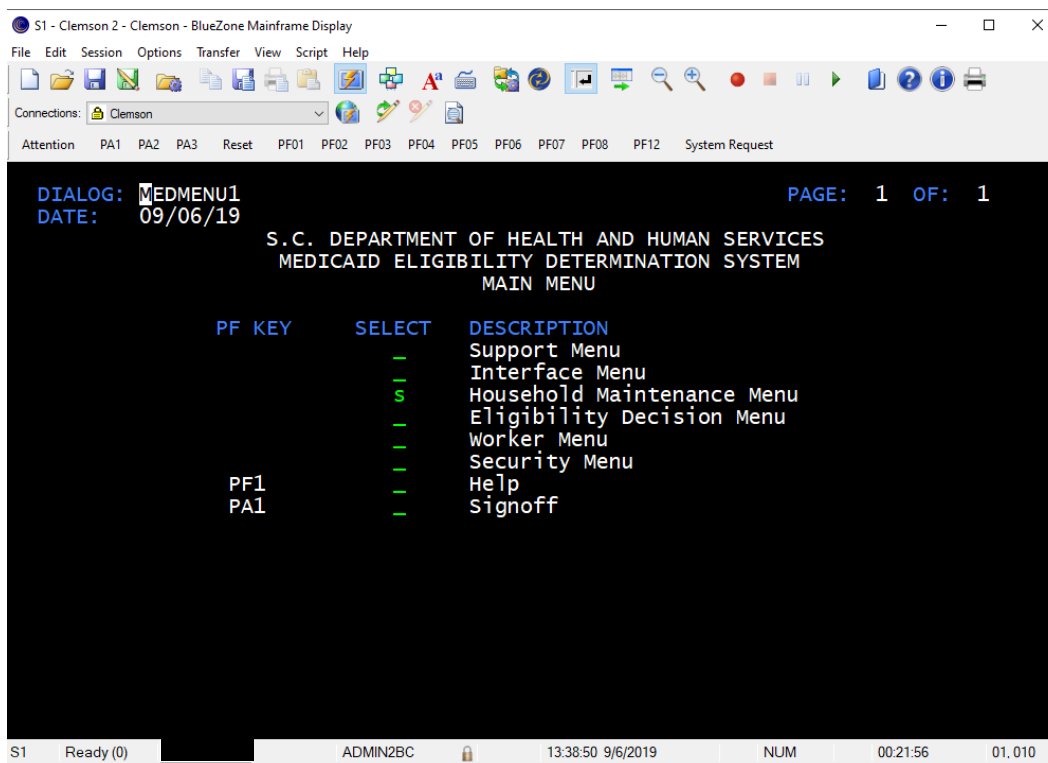 S1 - Clemson 2 - Clemson - BlueZone Mainframe Display
File Edit Session Options Transfer View Script Help
Connections: Clemson
Attention PA1 PA2 PA3 Reset PF01 PF02 PF03 PF04 PF05 PF06 PF07 PF08 PF12 System Request
DIALOG: MEDMENU1 PAGE: 1 OF: 1
DATE: 09/06/19
S.C. DEPARTMENT OF HEALTH AND HUMAN SERVICES
MEDICAID ELIGIBILITY DETERMINATION SYSTEM
MAIN MENU
PF KEY SELECT DESCRIPTION
_ Support Menu
_ Interface Menu
s Household Maintenance Menu
_ Eligibility Decision Menu
_ Worker Menu
_ Security Menu
PF1 _ Help
PA1 _ Signoff
S1 Ready (0) ADMIN2BC 13:38:50 9/6/2019 NUM 00:21:56 01,010